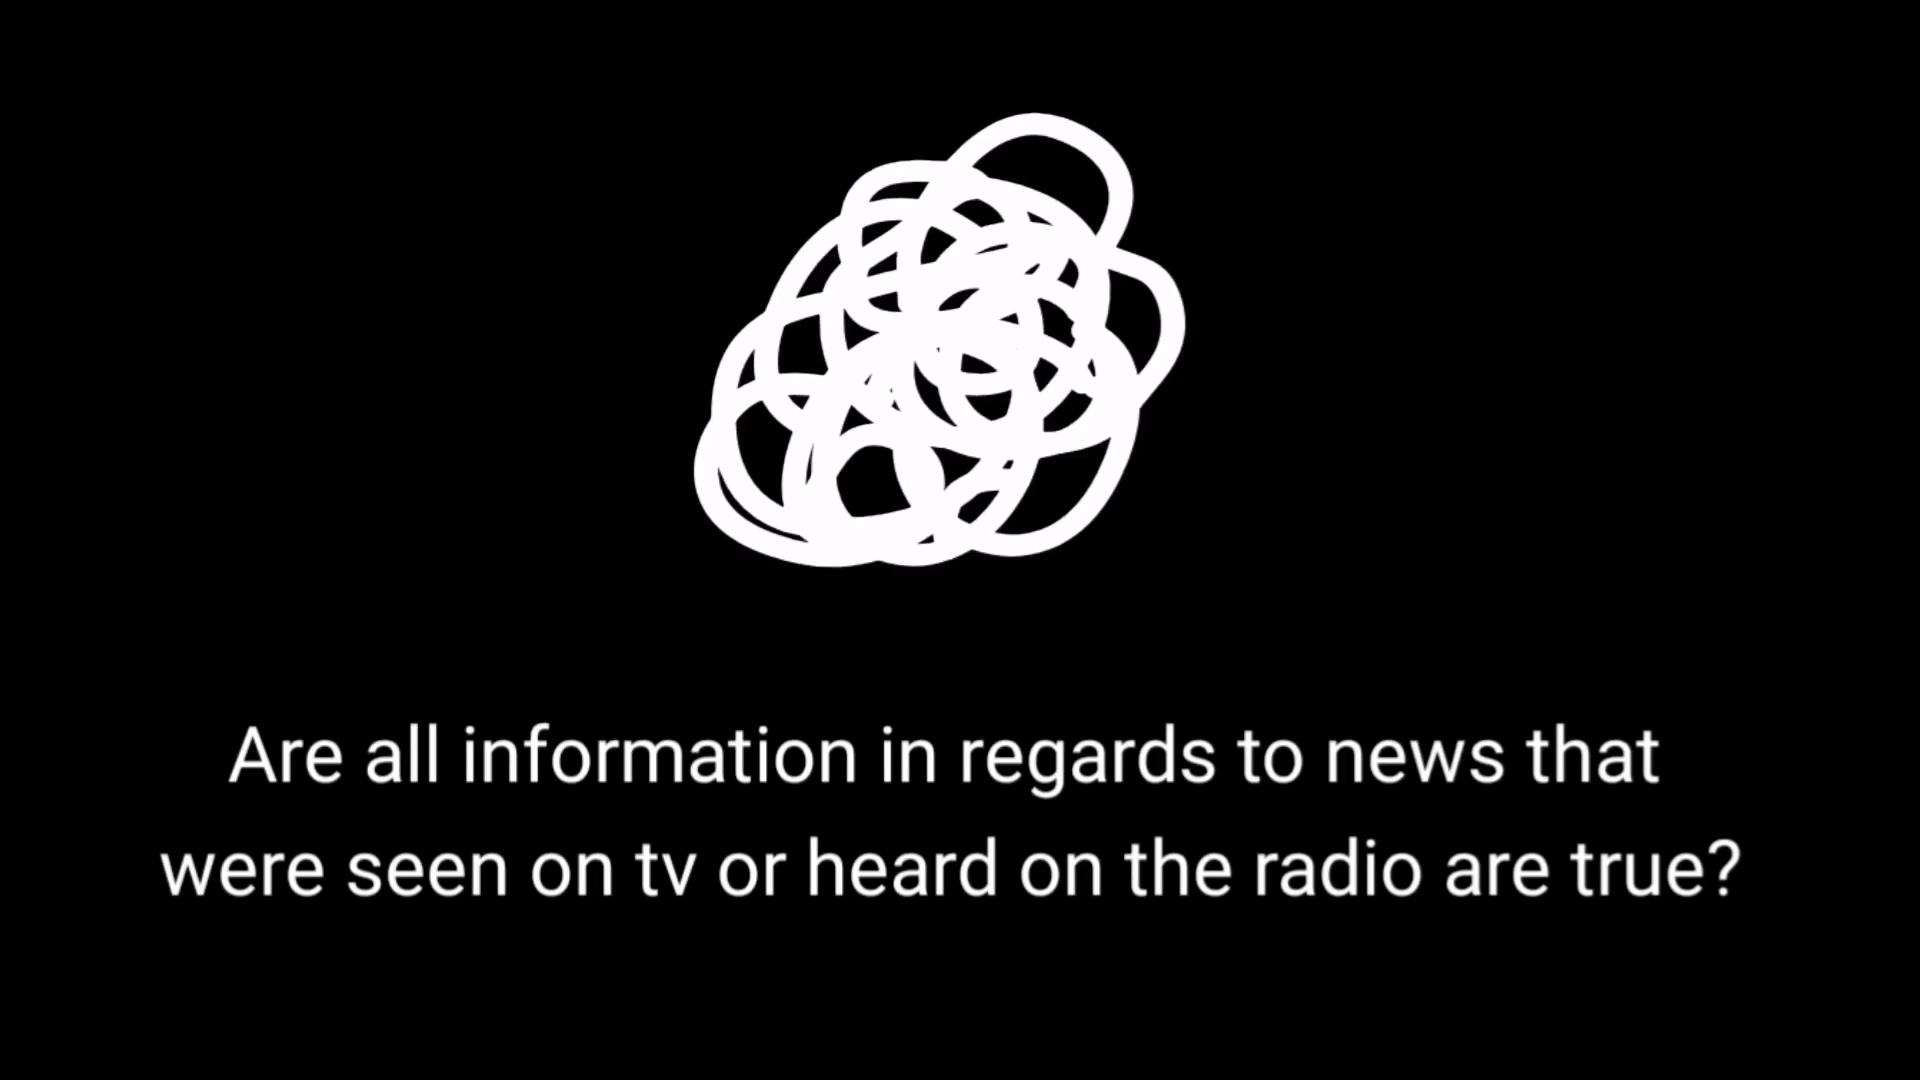 Are all information in regards to news that
were seen on tv or heard on the radio are true?